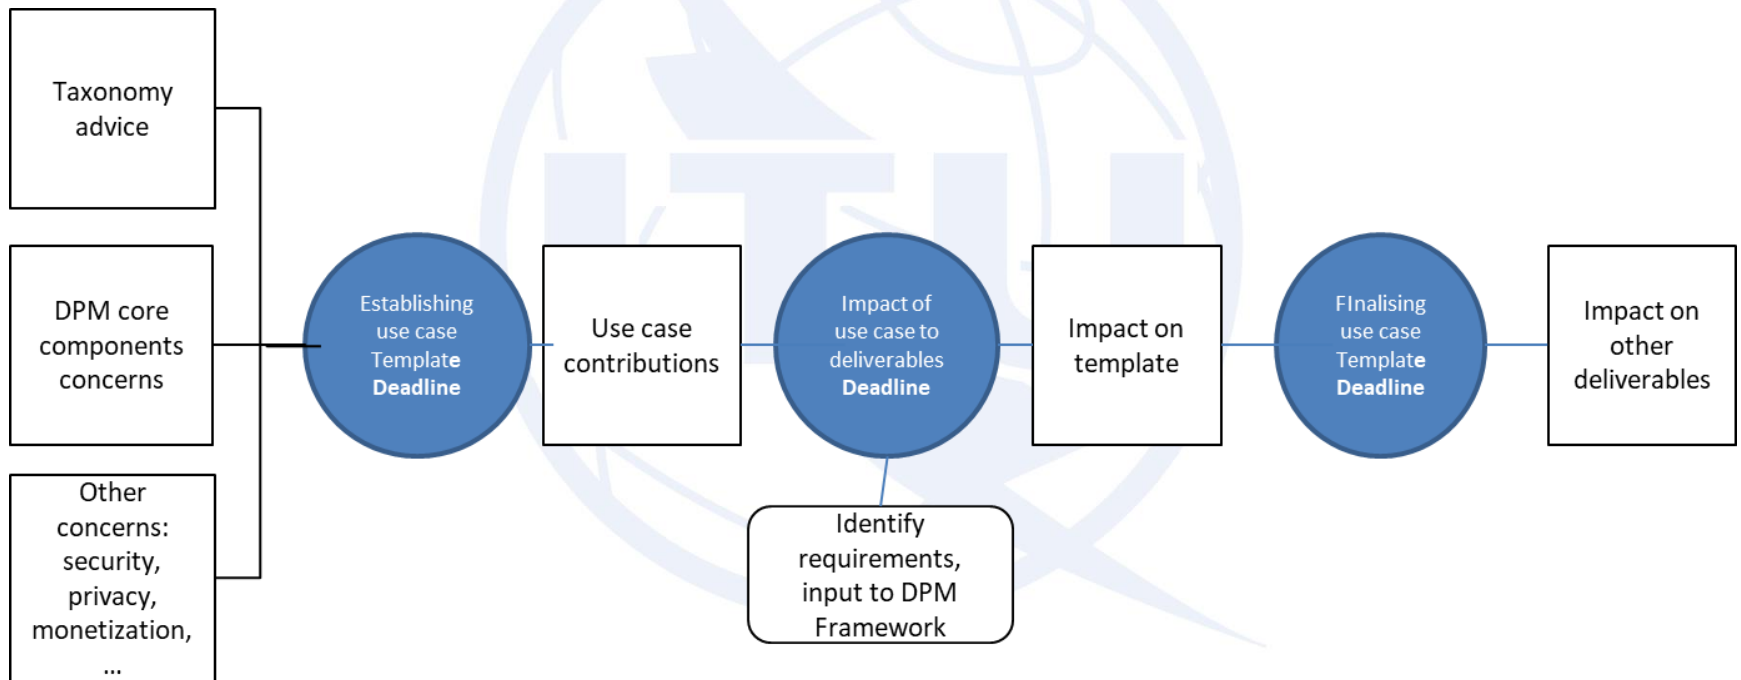 Taxonomy
advice
DPM core
components
concerns
Other
concerns:
security,
privacy,
monetization,
...
Establishing
use case
Template
Deadline
Use case
contributions
Impact of
use case to
deliverables
Deadline
Identify
requirements,
input to DPM
Framework
Impact on
template
FInalising
use case
Template
Deadline
Impact on
other
deliverables
ITU